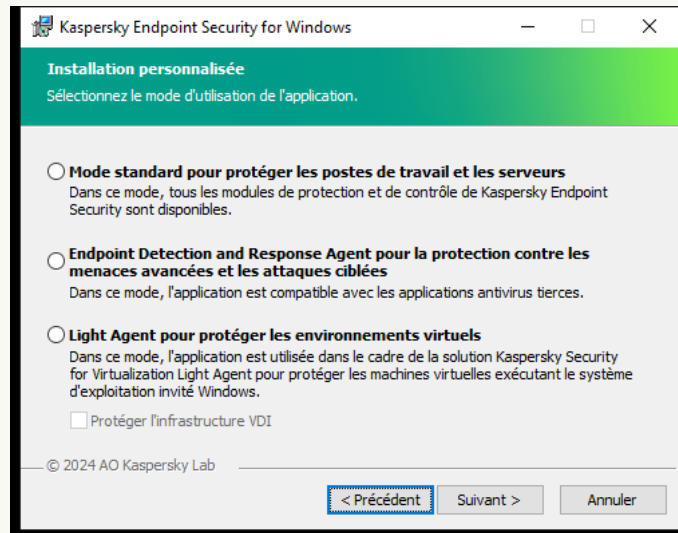 Kaspersky Endpoint Security for Windows
Installation personnalisée
Sélectionnez le mode d'utilisation de l'application.
Mode standard pour protéger les postes de travail et les serveurs
Dans ce mode, tous les modules de protection et de contrôle de Kaspersky Endpoint
Security sont disponibles.
Endpoint Detection and Response Agent pour la protection contre les
menaces avancées et les attaques ciblées
Dans ce mode, l'application est compatible avec les applications antivirus tierces.
Light Agent pour protéger les environnements virtuels
Dans ce mode, l'application est utilisée dans le cadre de la solution Kaspersky Security
for Virtualization Light Agent pour protéger les machines virtuelles exécutant le système
d'exploitation invité Windows.
Protéger l'infrastructure VDI
© 2024 AO Kaspersky Lab
< Précédent Suivant > Annuler